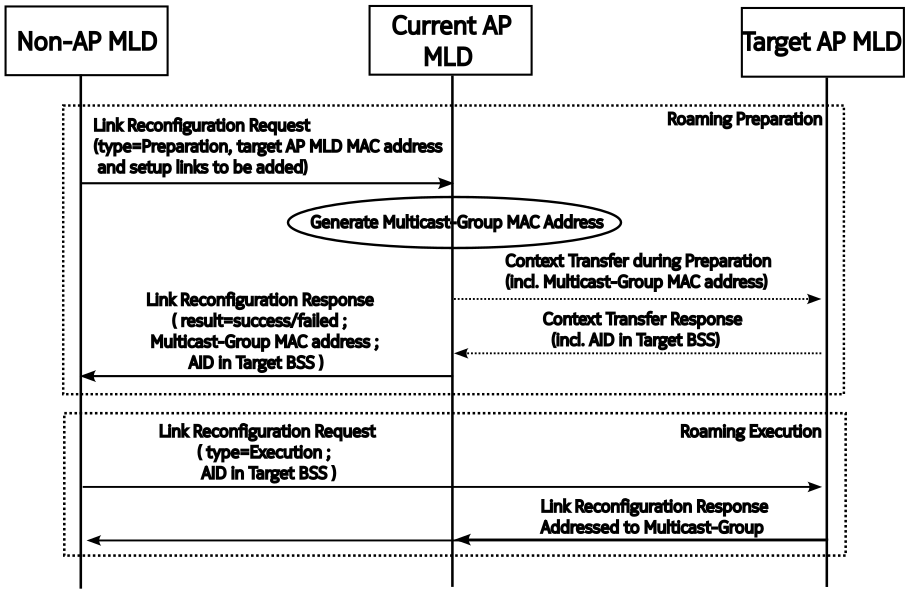 Non-AP MLD
Current AP
MLD
Target AP MLD
Roaming Preparation
Link Reconfiguration Request
(type=Preparation, target AP MLD MAC address
and setup links to be added)
Generate Multicast-Group MAC Address
Context Transfer during Preparation
(incl. Multicast-Group MAC address)
Link Reconfiguration Response
( result=success/failed ;
Multicast-Group MAC address ;
AID in Target BSS )
Context Transfer Response
(incl. AID in Target BSS)
Link Reconfiguration Request
( type=Execution ;
AID in Target BSS )
Roaming Execution
Link Reconfiguration Response
Addressed to Multicast-Group